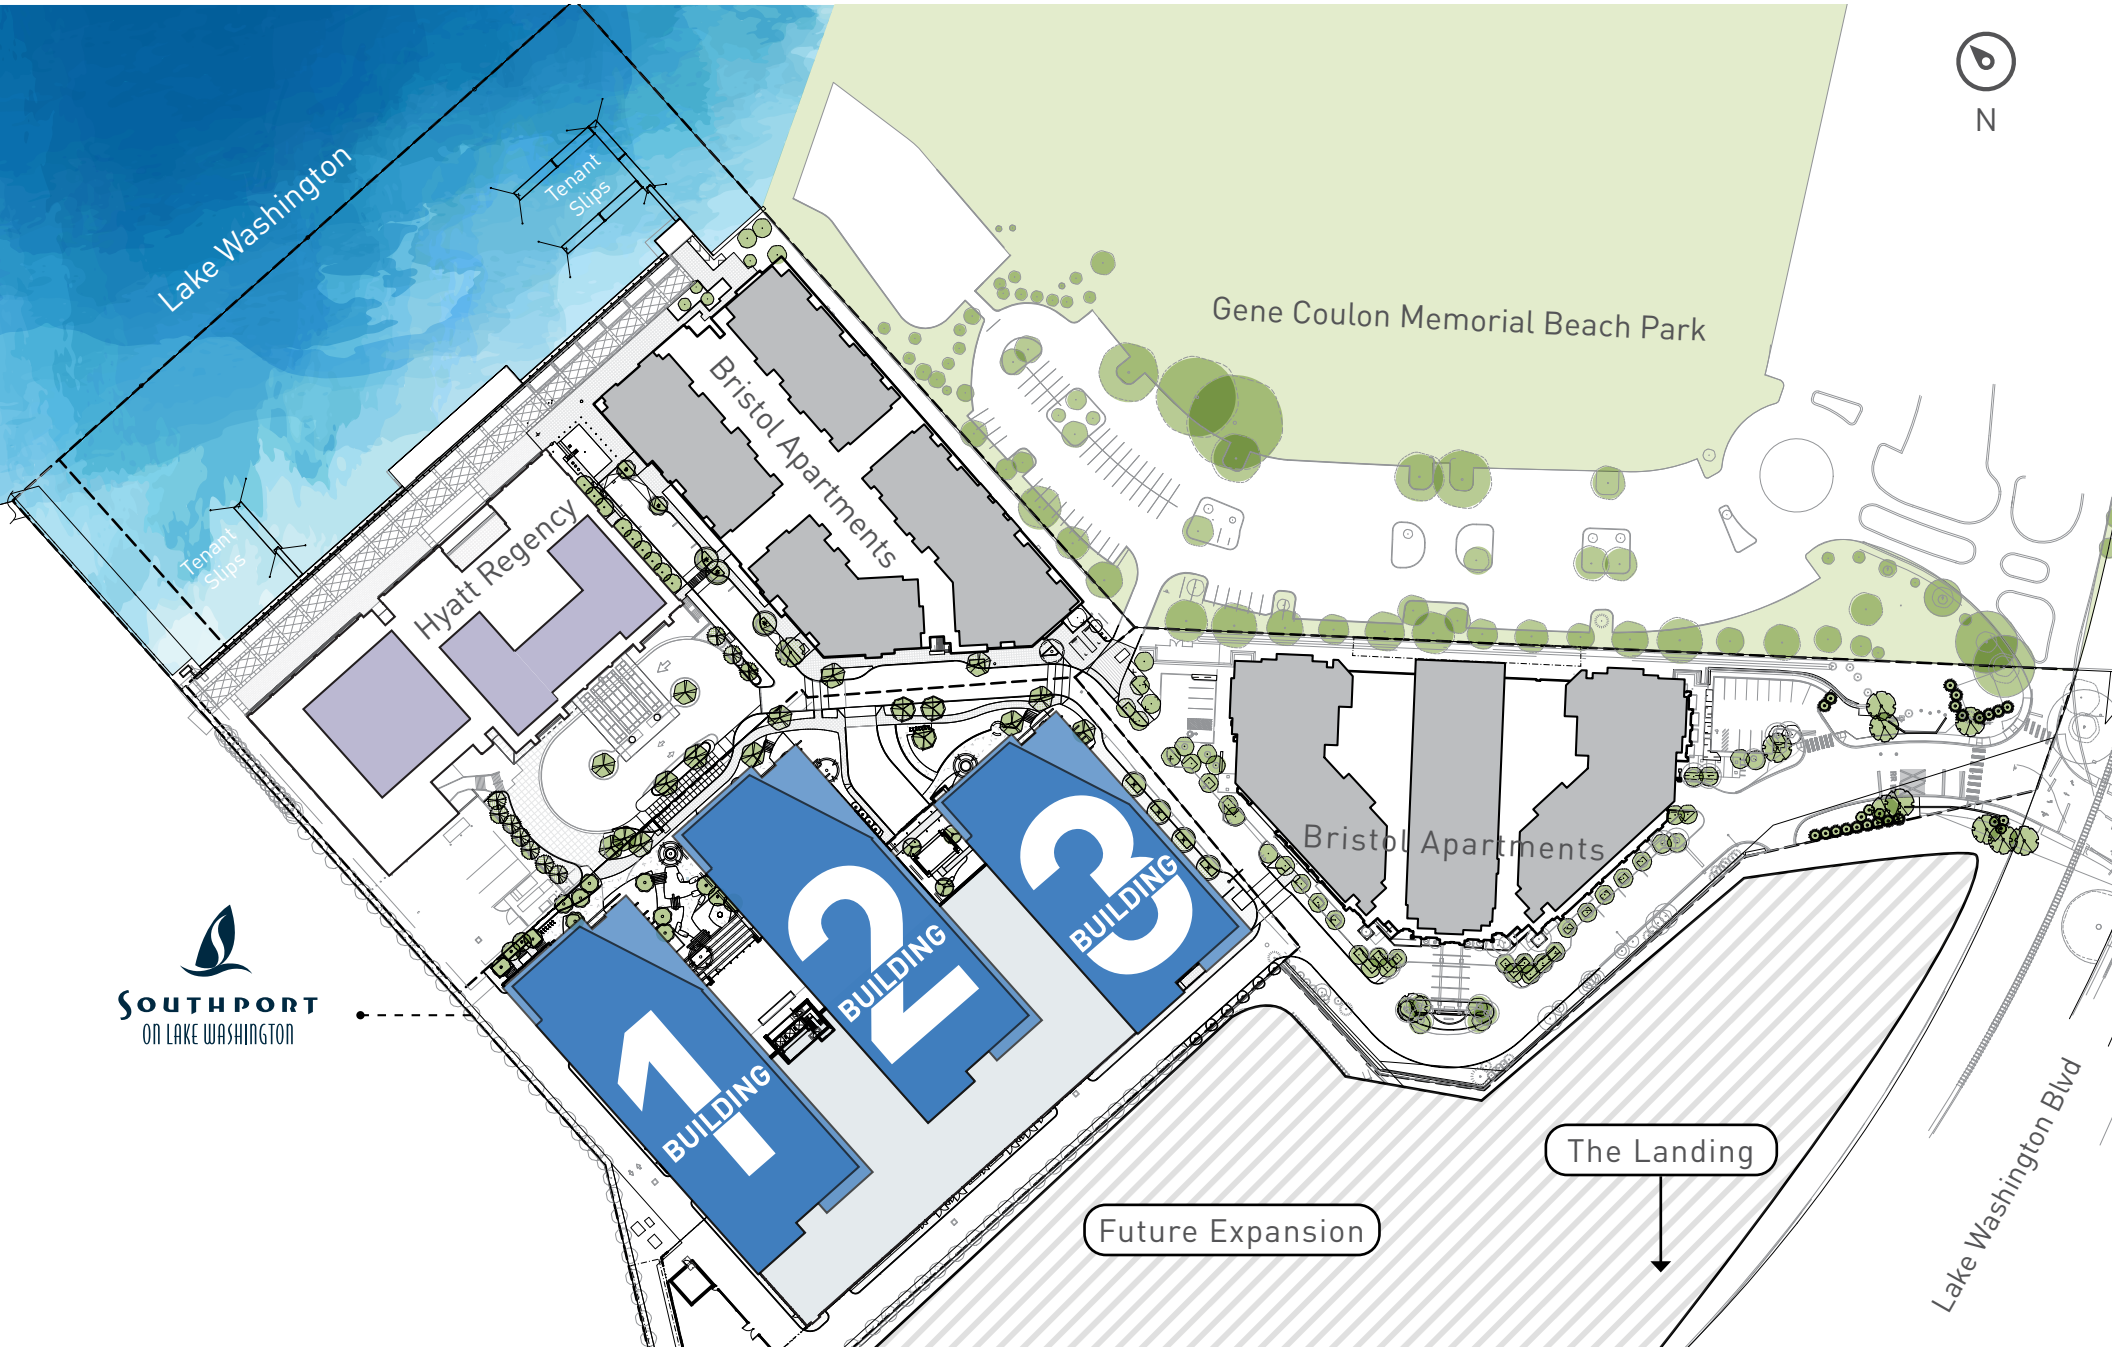 N
Lake Washington
Tenant
Slips
Gene Coulon Memorial Beach Park
Bristol Apartments
Hyatt Regency
Tenant
Slips
Bristol Apartments
3
BUILDING
2
BUILDING
1
BUILDING
SOUTHPORT
ON LAKE WASHINGTON
The Landing
Future Expansion
Lake Washington Blvd